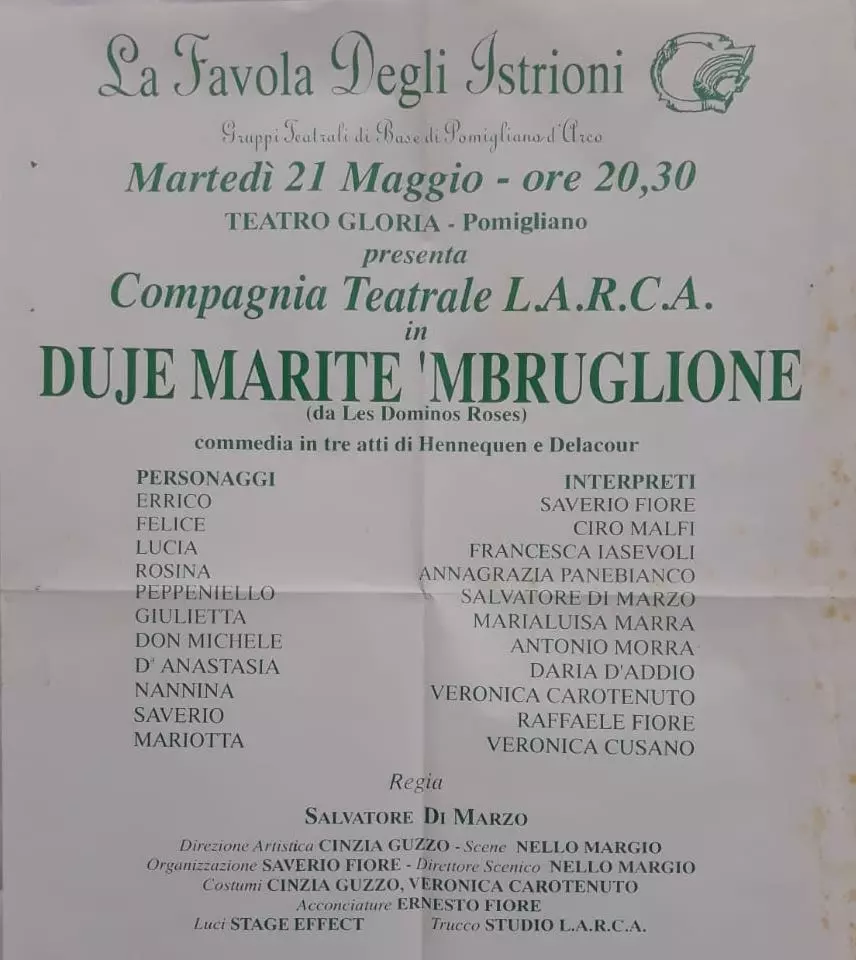 La Favola Degli Istrioni
Gruppi Teatrali di Base di Pomigliano d'Arco
Martedì 21 Maggio - ore 20,30
TEATRO GLORIA - Pomigliano
presenta
Compagnia Teatrale L.A.R.C.A.
in
DUJE MARITE 'MBRUGLIONE
(da Les Dominos Roses)
commedia in tre atti di Hennequen e Delacour
PERSONAGGI INTERPRETI
ERRICO SAVERIO FIORE
FELICE CIRO MALFI
LUCIA FRANCESCA IASEVOLI
ROSINA ANNAGRAZIA PANEBIANCO
PEPPENIELLO SALVATORE DI MARZO
GIULIETTA MARIALUISA MARRA
DON MICHELE ANTONIO MORRA
Dª ANASTASIA DARIA D'ADDIO
NANNINA VERONICA CAROTENUTO
SAVERIO RAFFAELE FIORE
MARIOTTA VERONICA CUSANO
Regia
SALVATORE DI MARZO
Direzione Artistica CINZIA GUZZO - Scene NELLO MARGIO
Organizzazione SAVERIO FIORE - Direttore Scenico NELLO MARGIO
Costumi CINZIA GUZZO, VERONICA CAROTENUTO
Acconciature ERNESTO FIORE
Luci STAGE EFFECT Trucco STUDIO L.A.R.C.A.